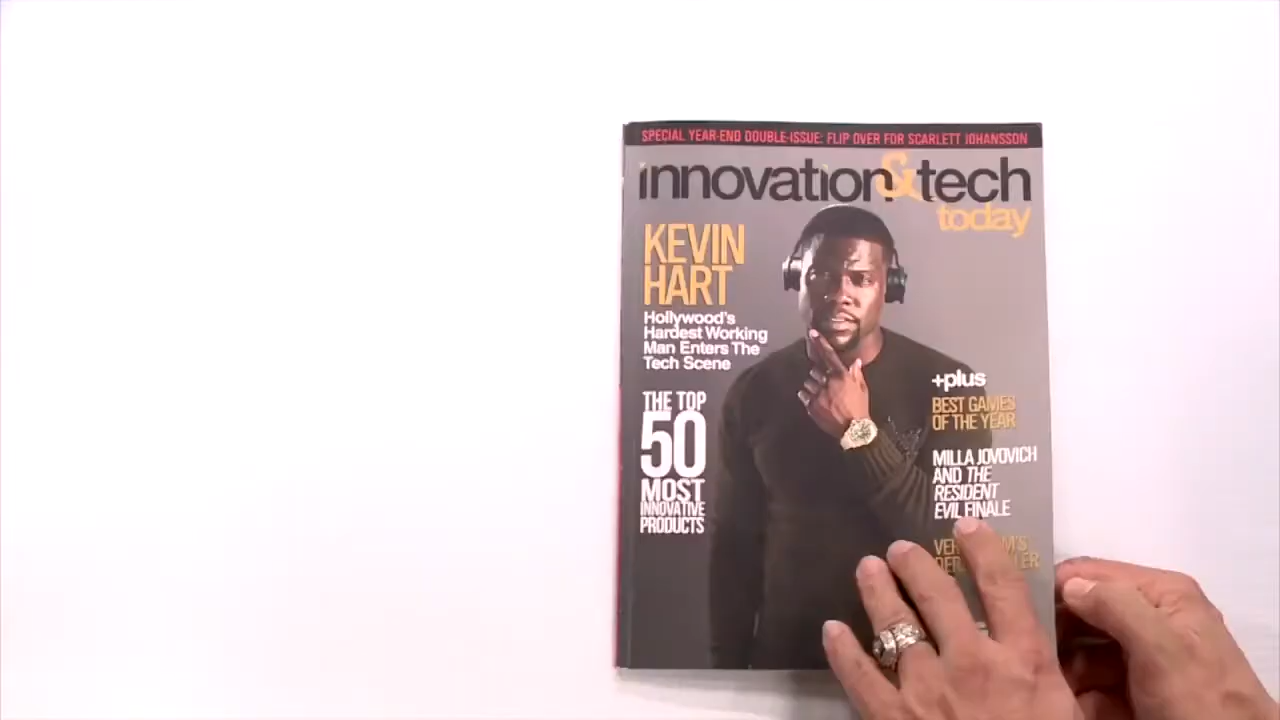 SPECIAL YEAR-END DOUBLE-ISSUE: FLIP OVER FOR SCARLETT JOHANSSON
innovation & tech
today
KEVIN
HART
Hollywood's
Hardest Working
Man Enters The
Tech Scene
THE TOP
50
MOST
INNOVATIVE
PRODUCTS
+plus
BEST GAMES
OF THE YEAR
MILLA JOVOVICH
AND THE
RESIDENT
EVIL FINALE